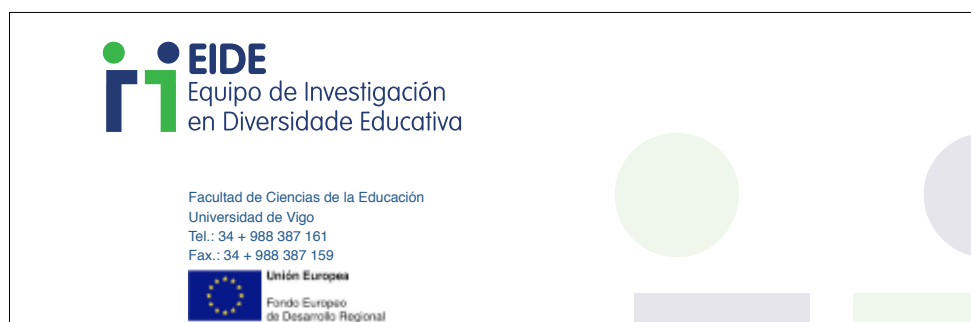 EIDE
Equipo de Investigación
en Diversidade Educativa
Facultad de Ciencias de la Educación
Universidad de Vigo
Tel.: 34 + 988 387 161
Fax.: 34 + 988 387 159
Unión Europea
Fondo Europeo
de Desarrollo Regional